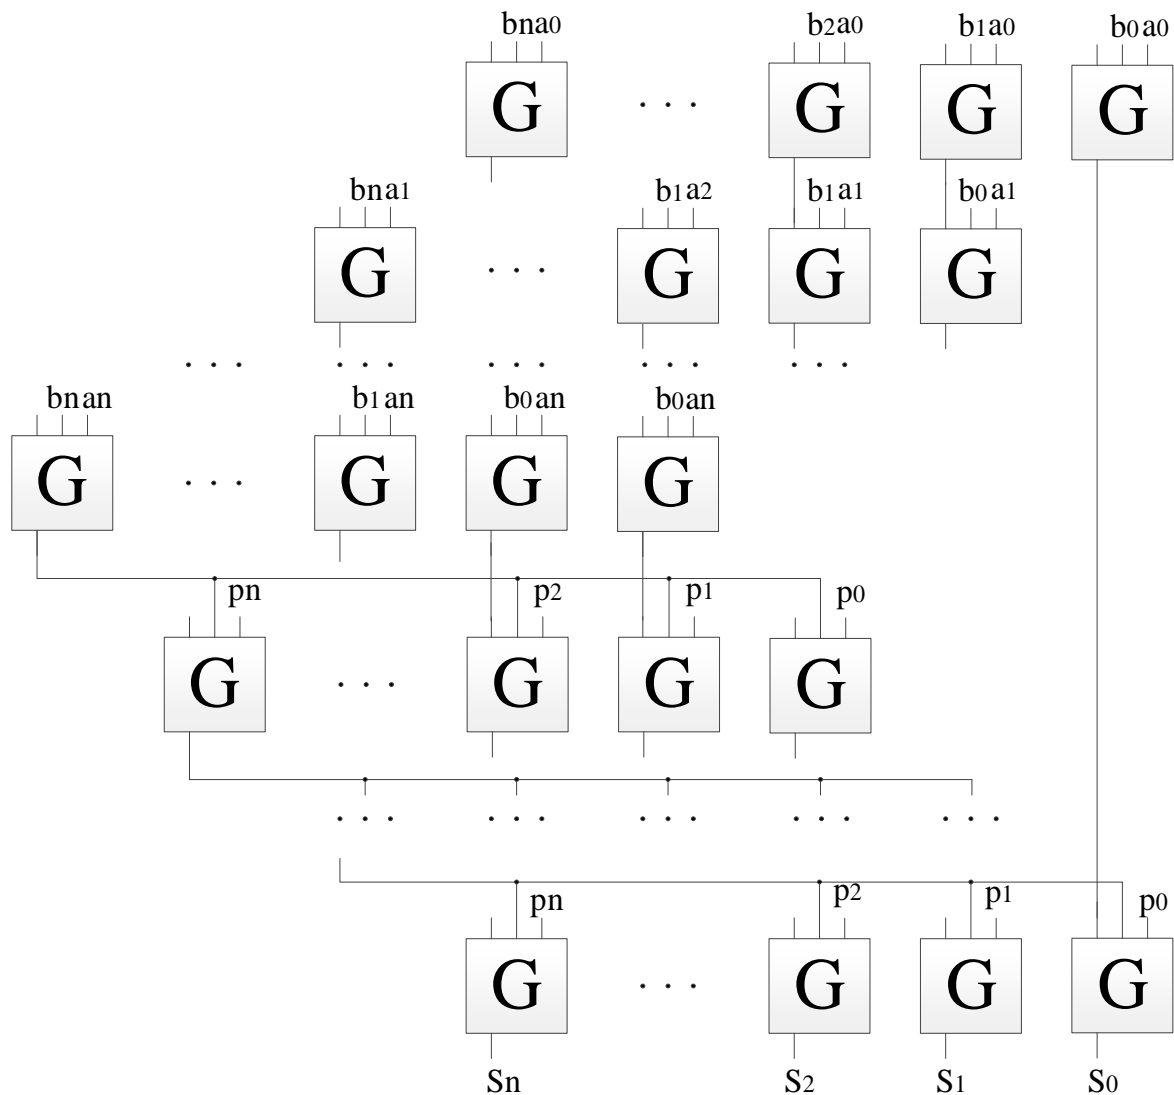 bna0 b2a0 b1a0 b0a0
G . . . G G G
bna1 b1a2 b1a1 b0a1
G . . . G G G
. . . . . . . . . . . . . . .
bnan b1an b0an b0an
G . . . G G G
pn p2 p1 p0
G . . . G G G
. . . . . . . . . . . . . . .
pn p2 p1 p0
G . . . G G G
Sn S2 S1 S0